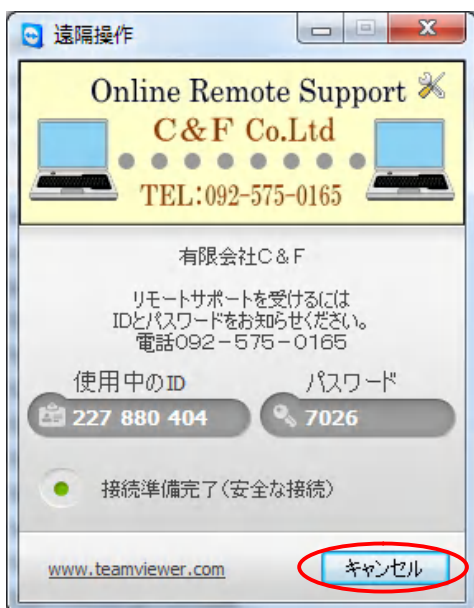 遠隔操作
Online Remote Support
C&F Co.Ltd
TEL:092-575-0165
有限会社C&F
リモートサポートを受けるには
IDとパスワードをお知らせください。
電話092-575-0165
使用中のID パスワード
227 880 404 7026
接続準備完了(安全な接続)
www.teamviewer.com キャンセル